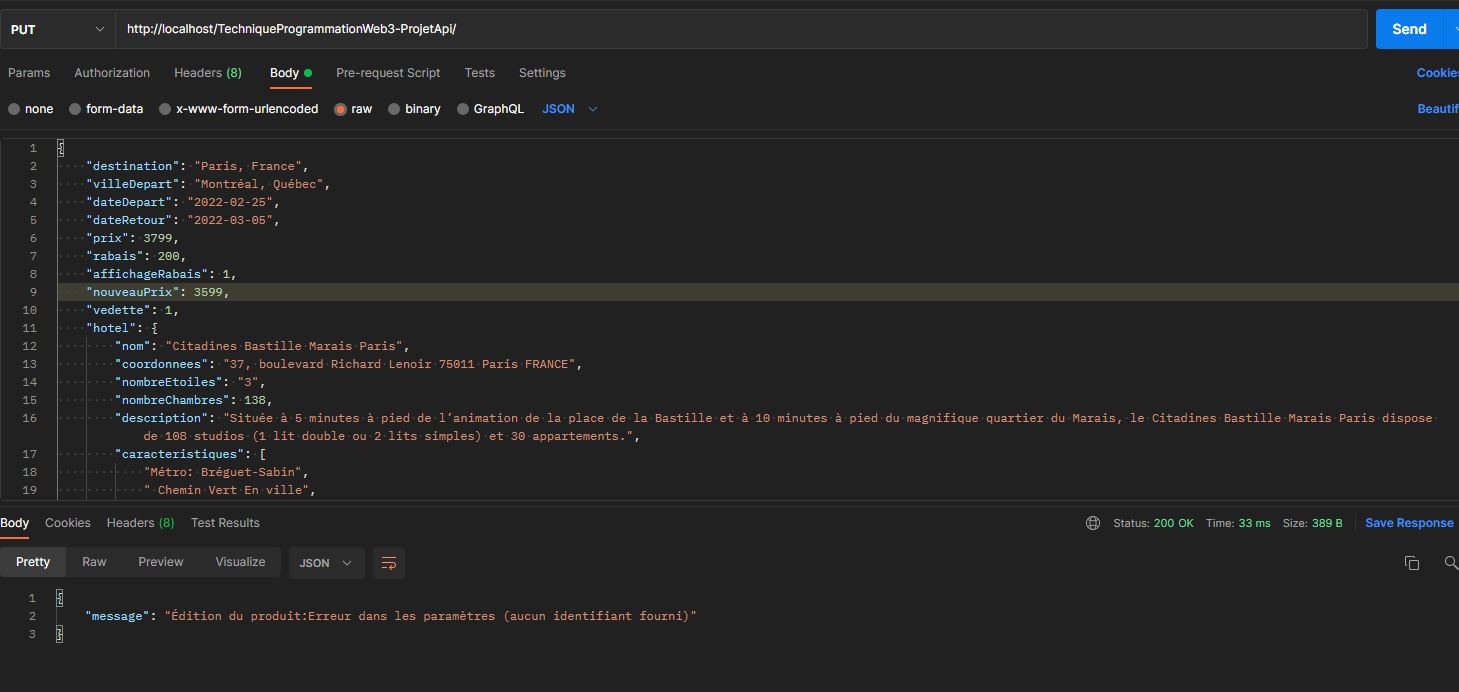 PUT
http://localhost/TechniqueProgrammationWeb3-ProjetApi/
Send
Params Authorization Headers (8) Body Pre-request Script Tests Settings
Cookies
none form-data x-www-form-urlencoded raw binary GraphQL JSON
Beautif
1 {
2 "destination": "Paris, France",
3 "villeDepart": "Montréal, Québec",
4 "dateDepart": "2022-02-25",
5 "dateRetour": "2022-03-05",
6 "prix": 3799,
7 "rabais": 200,
8 "affichageRabais": 1,
9 "nouveauPrix": 3599,
10 "vedette": 1,
11 "hotel": {
12 "nom": "Citadines Bastille Marais Paris",
13 "coordonnees": "37, boulevard Richard Lenoir 75011 Paris FRANCE",
14 "nombreEtoiles": "3",
15 "nombreChambres": 138,
16 "description": "Située à 5 minutes à pied de l’animation de la place de la Bastille et à 10 minutes à pied du magnifique quartier du Marais, le Citadines Bastille Marais Paris dispose
de 108 studios (1 lit double ou 2 lits simples) et 30 appartements.",
17 "caracteristiques": [
18 "Métro: Bréguet-Sabin",
19 " Chemin Vert En ville",
Body Cookies Headers (8) Test Results
Status: 200 OK Time: 33 ms Size: 389 B Save Response
Pretty Raw Preview Visualize JSON
1 {
2 "message": "Édition du produit:Erreur dans les paramètres (aucun identifiant fourni)"
3 }